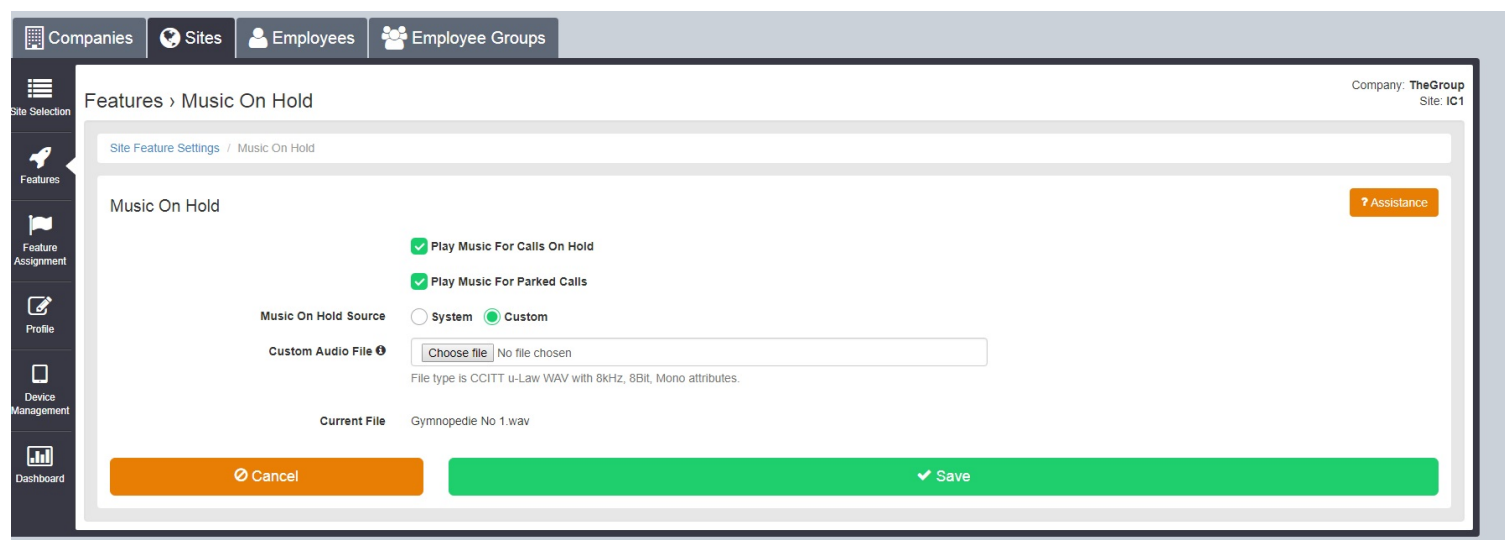 Companies
Sites
Employees
Employee Groups
Site Selection
Features
Feature
Assignment
Profile
Device
Management
Dashboard
Features › Music On Hold
Company: TheGroup
Site: IC1
Site Feature Settings / Music On Hold
Music On Hold
? Assistance
Play Music For Calls On Hold
Play Music For Parked Calls
Music On Hold Source System Custom
Custom Audio File Choose file No file chosen
File type is CCITT u-Law WAV with 8kHz, 8Bit, Mono attributes.
Current File Gymnopedie No 1.wav
Cancel
Save